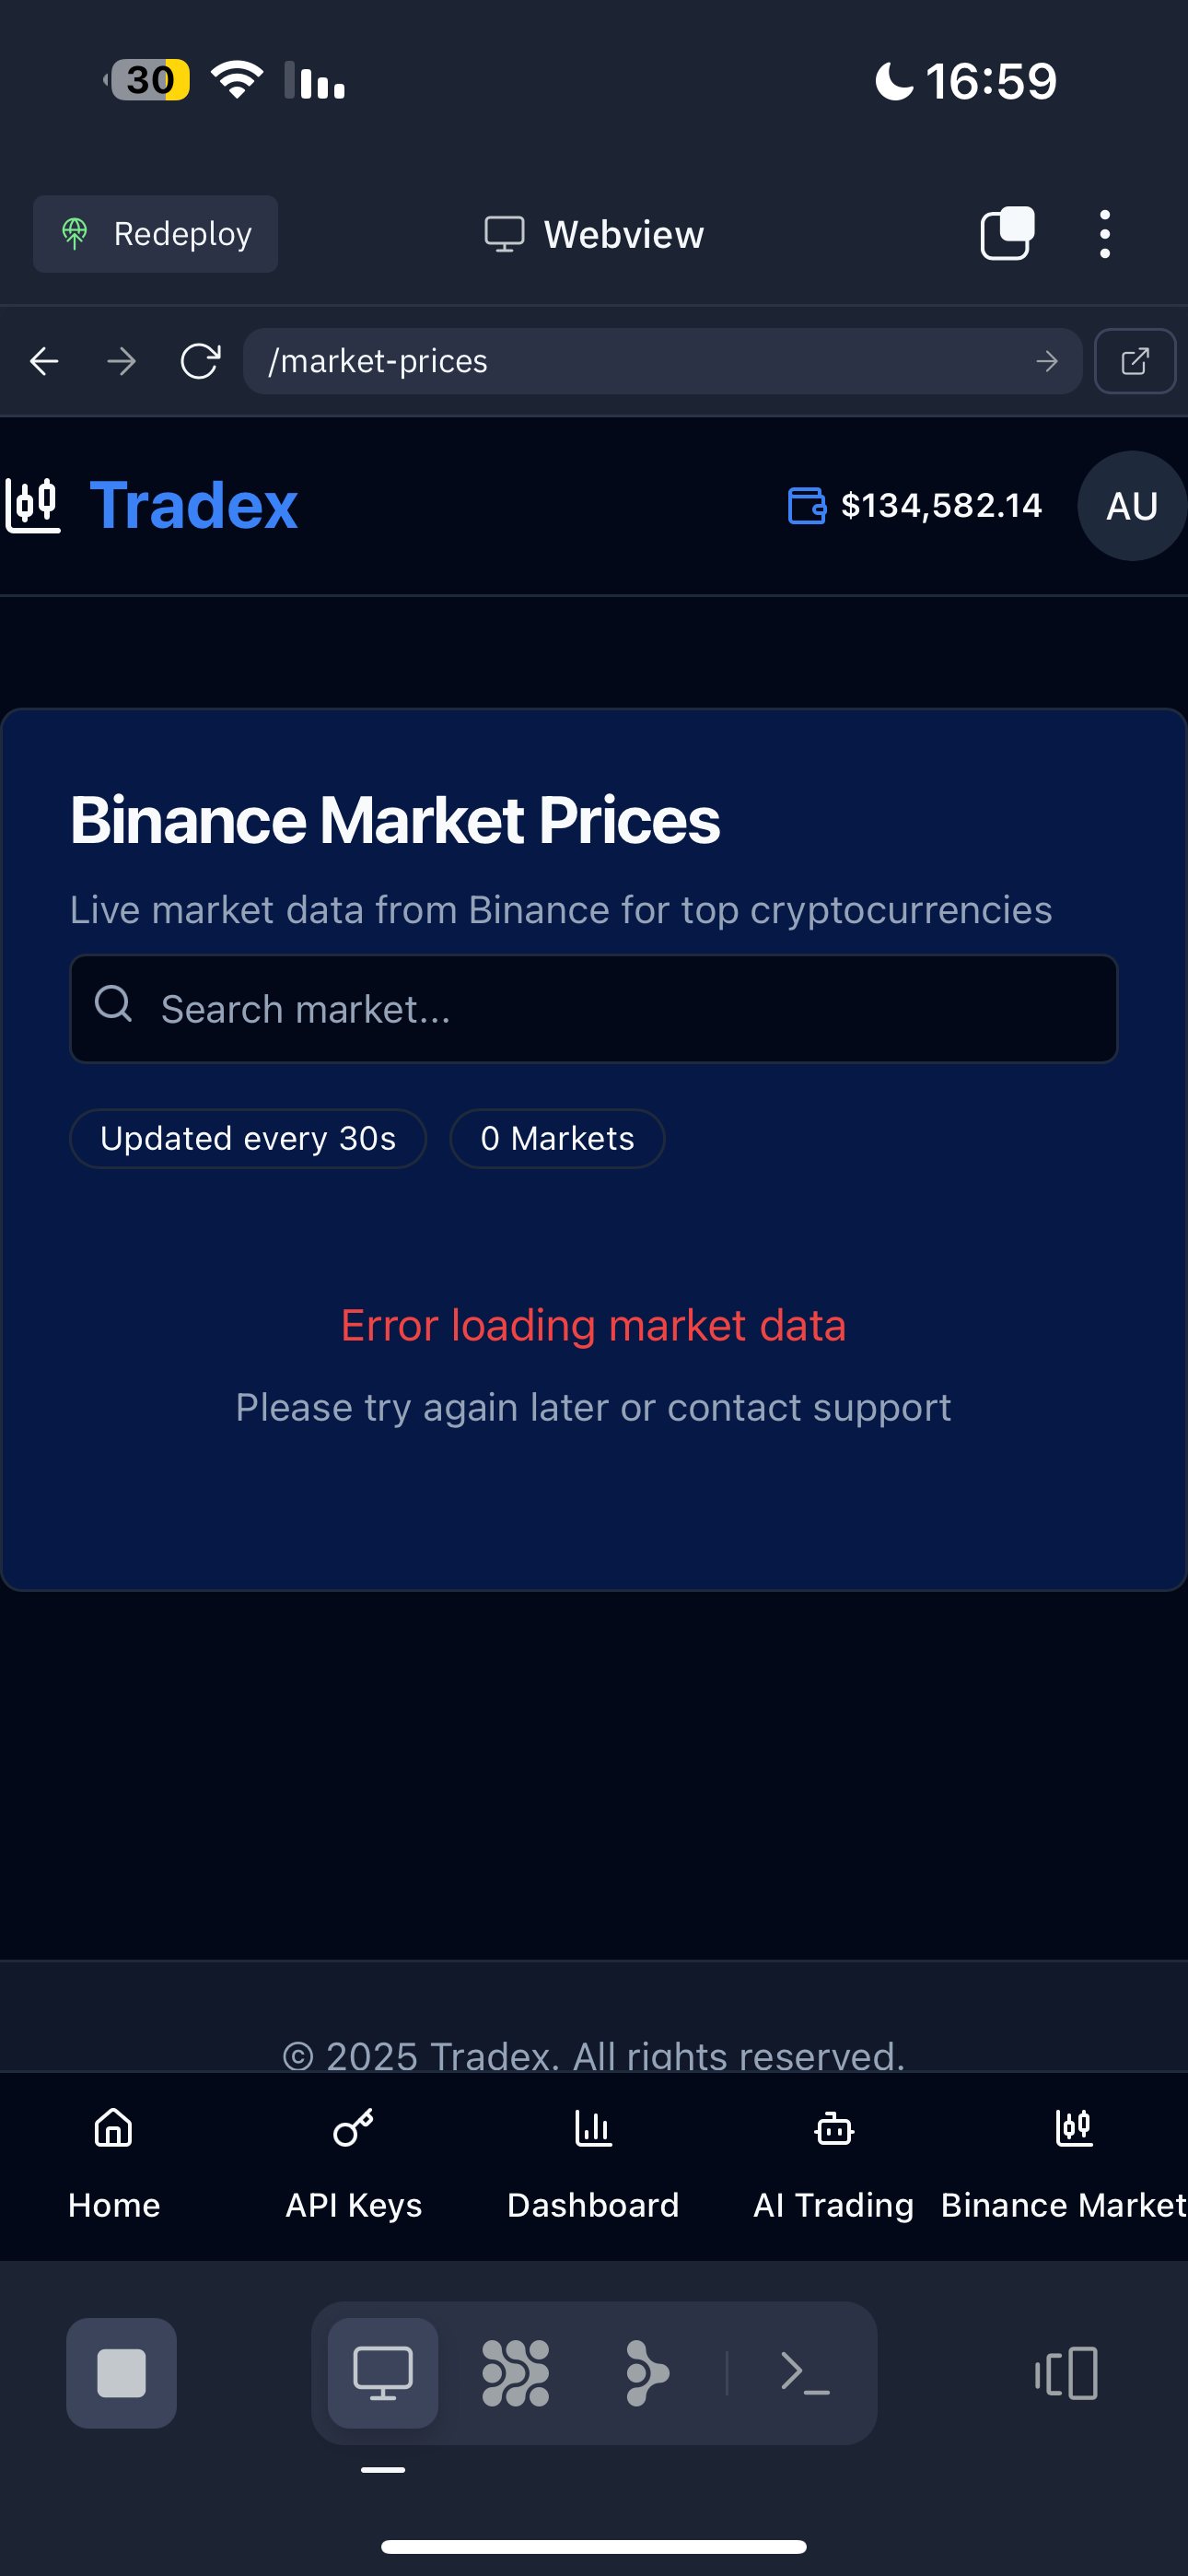 30
16:59
Redeploy
Webview
/market-prices
Tradex
$134,582.14
AU
Binance Market Prices
Live market data from Binance for top cryptocurrencies
Search market...
Updated every 30s
0 Markets
Error loading market data
Please try again later or contact support
© 2025 Tradex. All rights reserved.
Home
API Keys
Dashboard
AI Trading
Binance Market